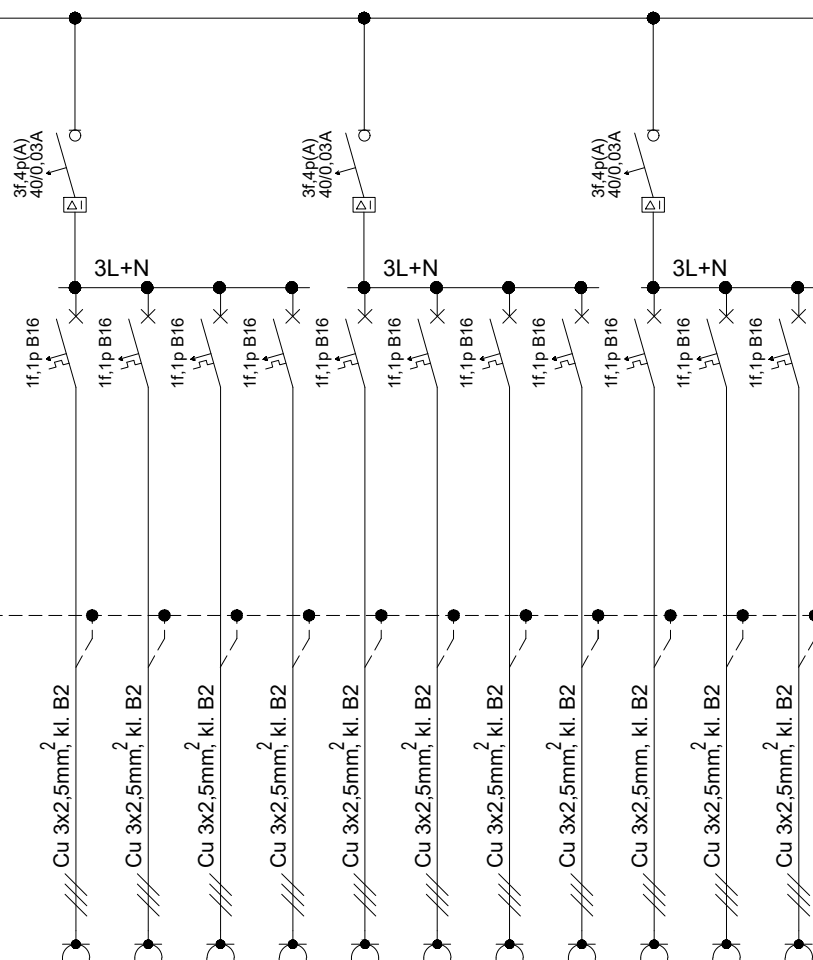 3f,4p(A)
40/0,03A
3f,4p(A)
40/0,03A
3f,4p(A)
40/0,03A
Δ I
Δ I
Δ I
3L+N
3L+N
3L+N
1f,1p B16
1f,1p B16
1f,1p B16
1f,1p B16
1f,1p B16
1f,1p B16
1f,1p B16
1f,1p B16
1f,1p B16
1f,1p B16
1f,1p B16
Cu 3x2,5mm², kl. B2
Cu 3x2,5mm², kl. B2
Cu 3x2,5mm², kl. B2
Cu 3x2,5mm², kl. B2
Cu 3x2,5mm², kl. B2
Cu 3x2,5mm², kl. B2
Cu 3x2,5mm², kl. B2
Cu 3x2,5mm², kl. B2
Cu 3x2,5mm, kl. B2
Cu 3x2,5mm², kl. B2
Cu 3x2,5mm², kl. B2